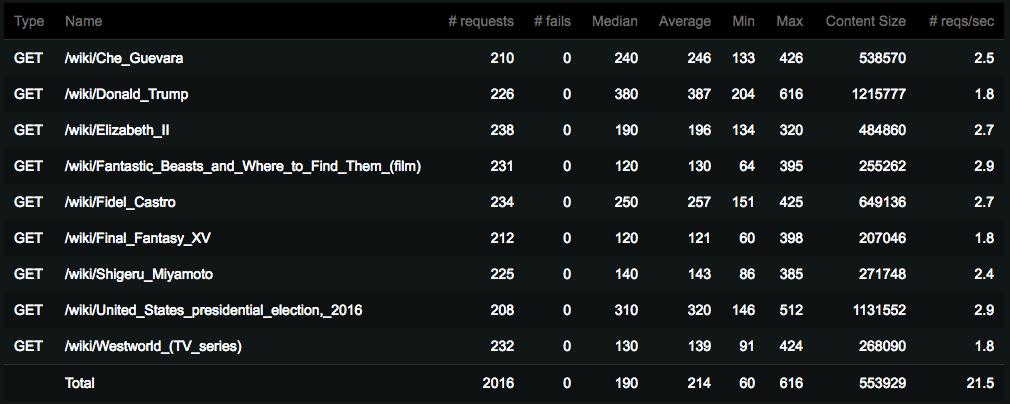 Type Name # requests # fails Median Average Min Max Content Size # reqs/sec
GET /wiki/Che_Guevara 210 0 240 246 133 426 538570 2.5
GET /wiki/Donald_Trump 226 0 380 387 204 616 1215777 1.8
GET /wiki/Elizabeth_II 238 0 190 196 134 320 484860 2.7
GET /wiki/Fantastic_Beasts_and_Where_to_Find_Them_(film) 231 0 120 130 64 395 255262 2.9
GET /wiki/Fidel_Castro 234 0 250 257 151 425 649136 2.7
GET /wiki/Final_Fantasy_XV 212 0 120 121 60 398 207046 1.8
GET /wiki/Shigeru_Miyamoto 225 0 140 143 86 385 271748 2.4
GET /wiki/United_States_presidential_election,_2016 208 0 310 320 146 512 1131552 2.9
GET /wiki/Westworld_(TV_series) 232 0 130 139 91 424 268090 1.8
Total 2016 0 190 214 60 616 553929 21.5